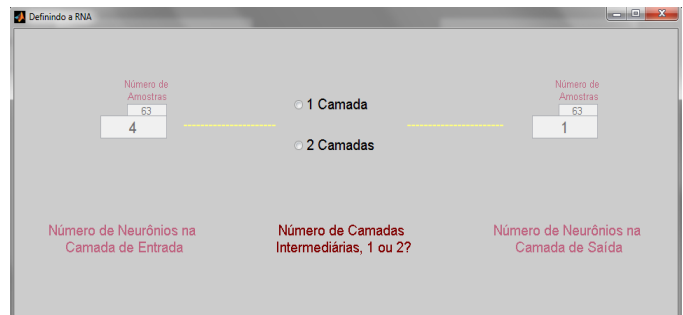 Definindo a RNA
Número de
Amostras
63
4
1 Camada
2 Camadas
Número de
Amostras
63
1
Número de Neurônios na
Camada de Entrada
Número de Camadas
Intermediárias, 1 ou 2?
Número de Neurônios na
Camada de Saída